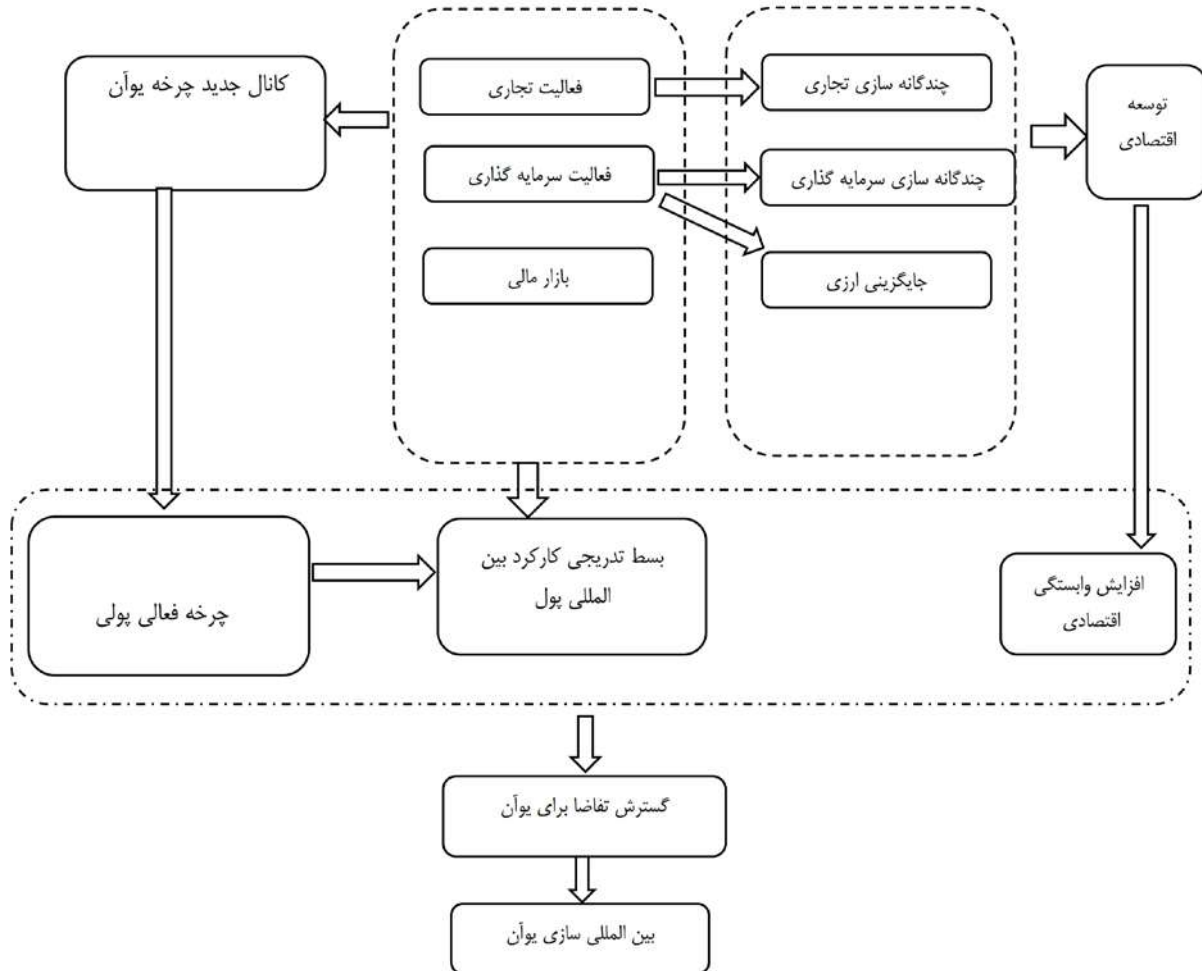 کانال جدید چرخه یوآن
فعالیت تجاری
فعالیت سرمایه گذاری
بازار مالی
چندگانه سازی تجاری
چندگانه سازی سرمایه گذاری
جایگزینی ارزی
توسعه
اقتصادی
چرخه فعالی پولی
بسط تدریجی کارکرد بین
المللی پول
افزایش وابستگی
اقتصادی
گسترش تفاضا برای یوآن
بین المللی سازی یوآن